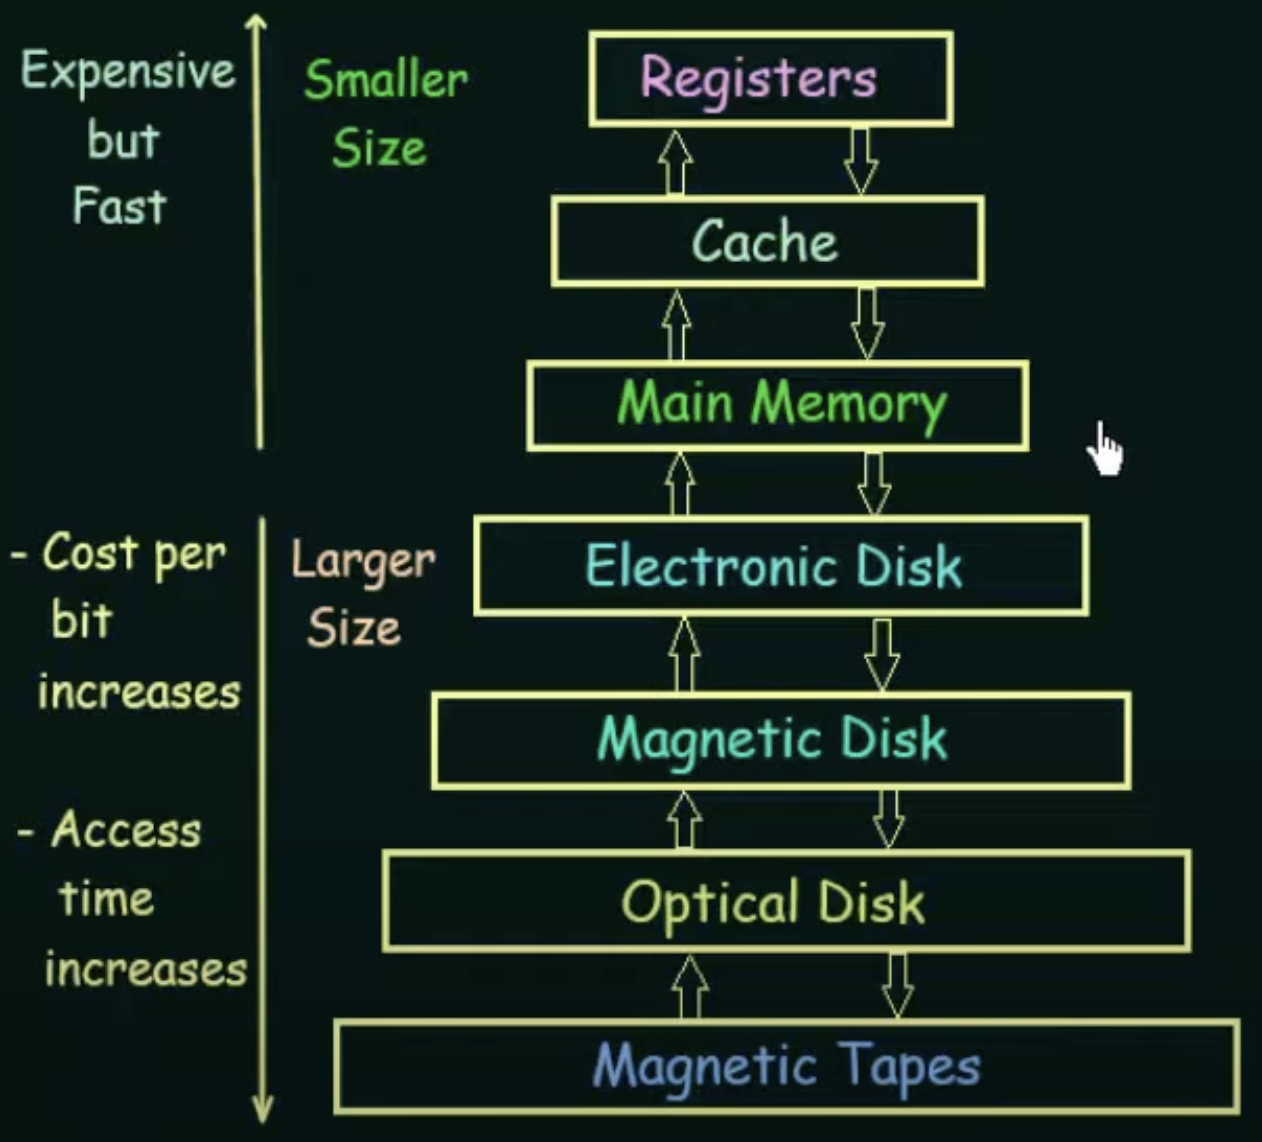 Expensive
but
Fast
Smaller
Size
Registers
Cache
Main Memory
- Cost per
bit
increases
Larger
Size
Electronic Disk
Magnetic Disk
- Access
time
increases
Optical Disk
Magnetic Tapes